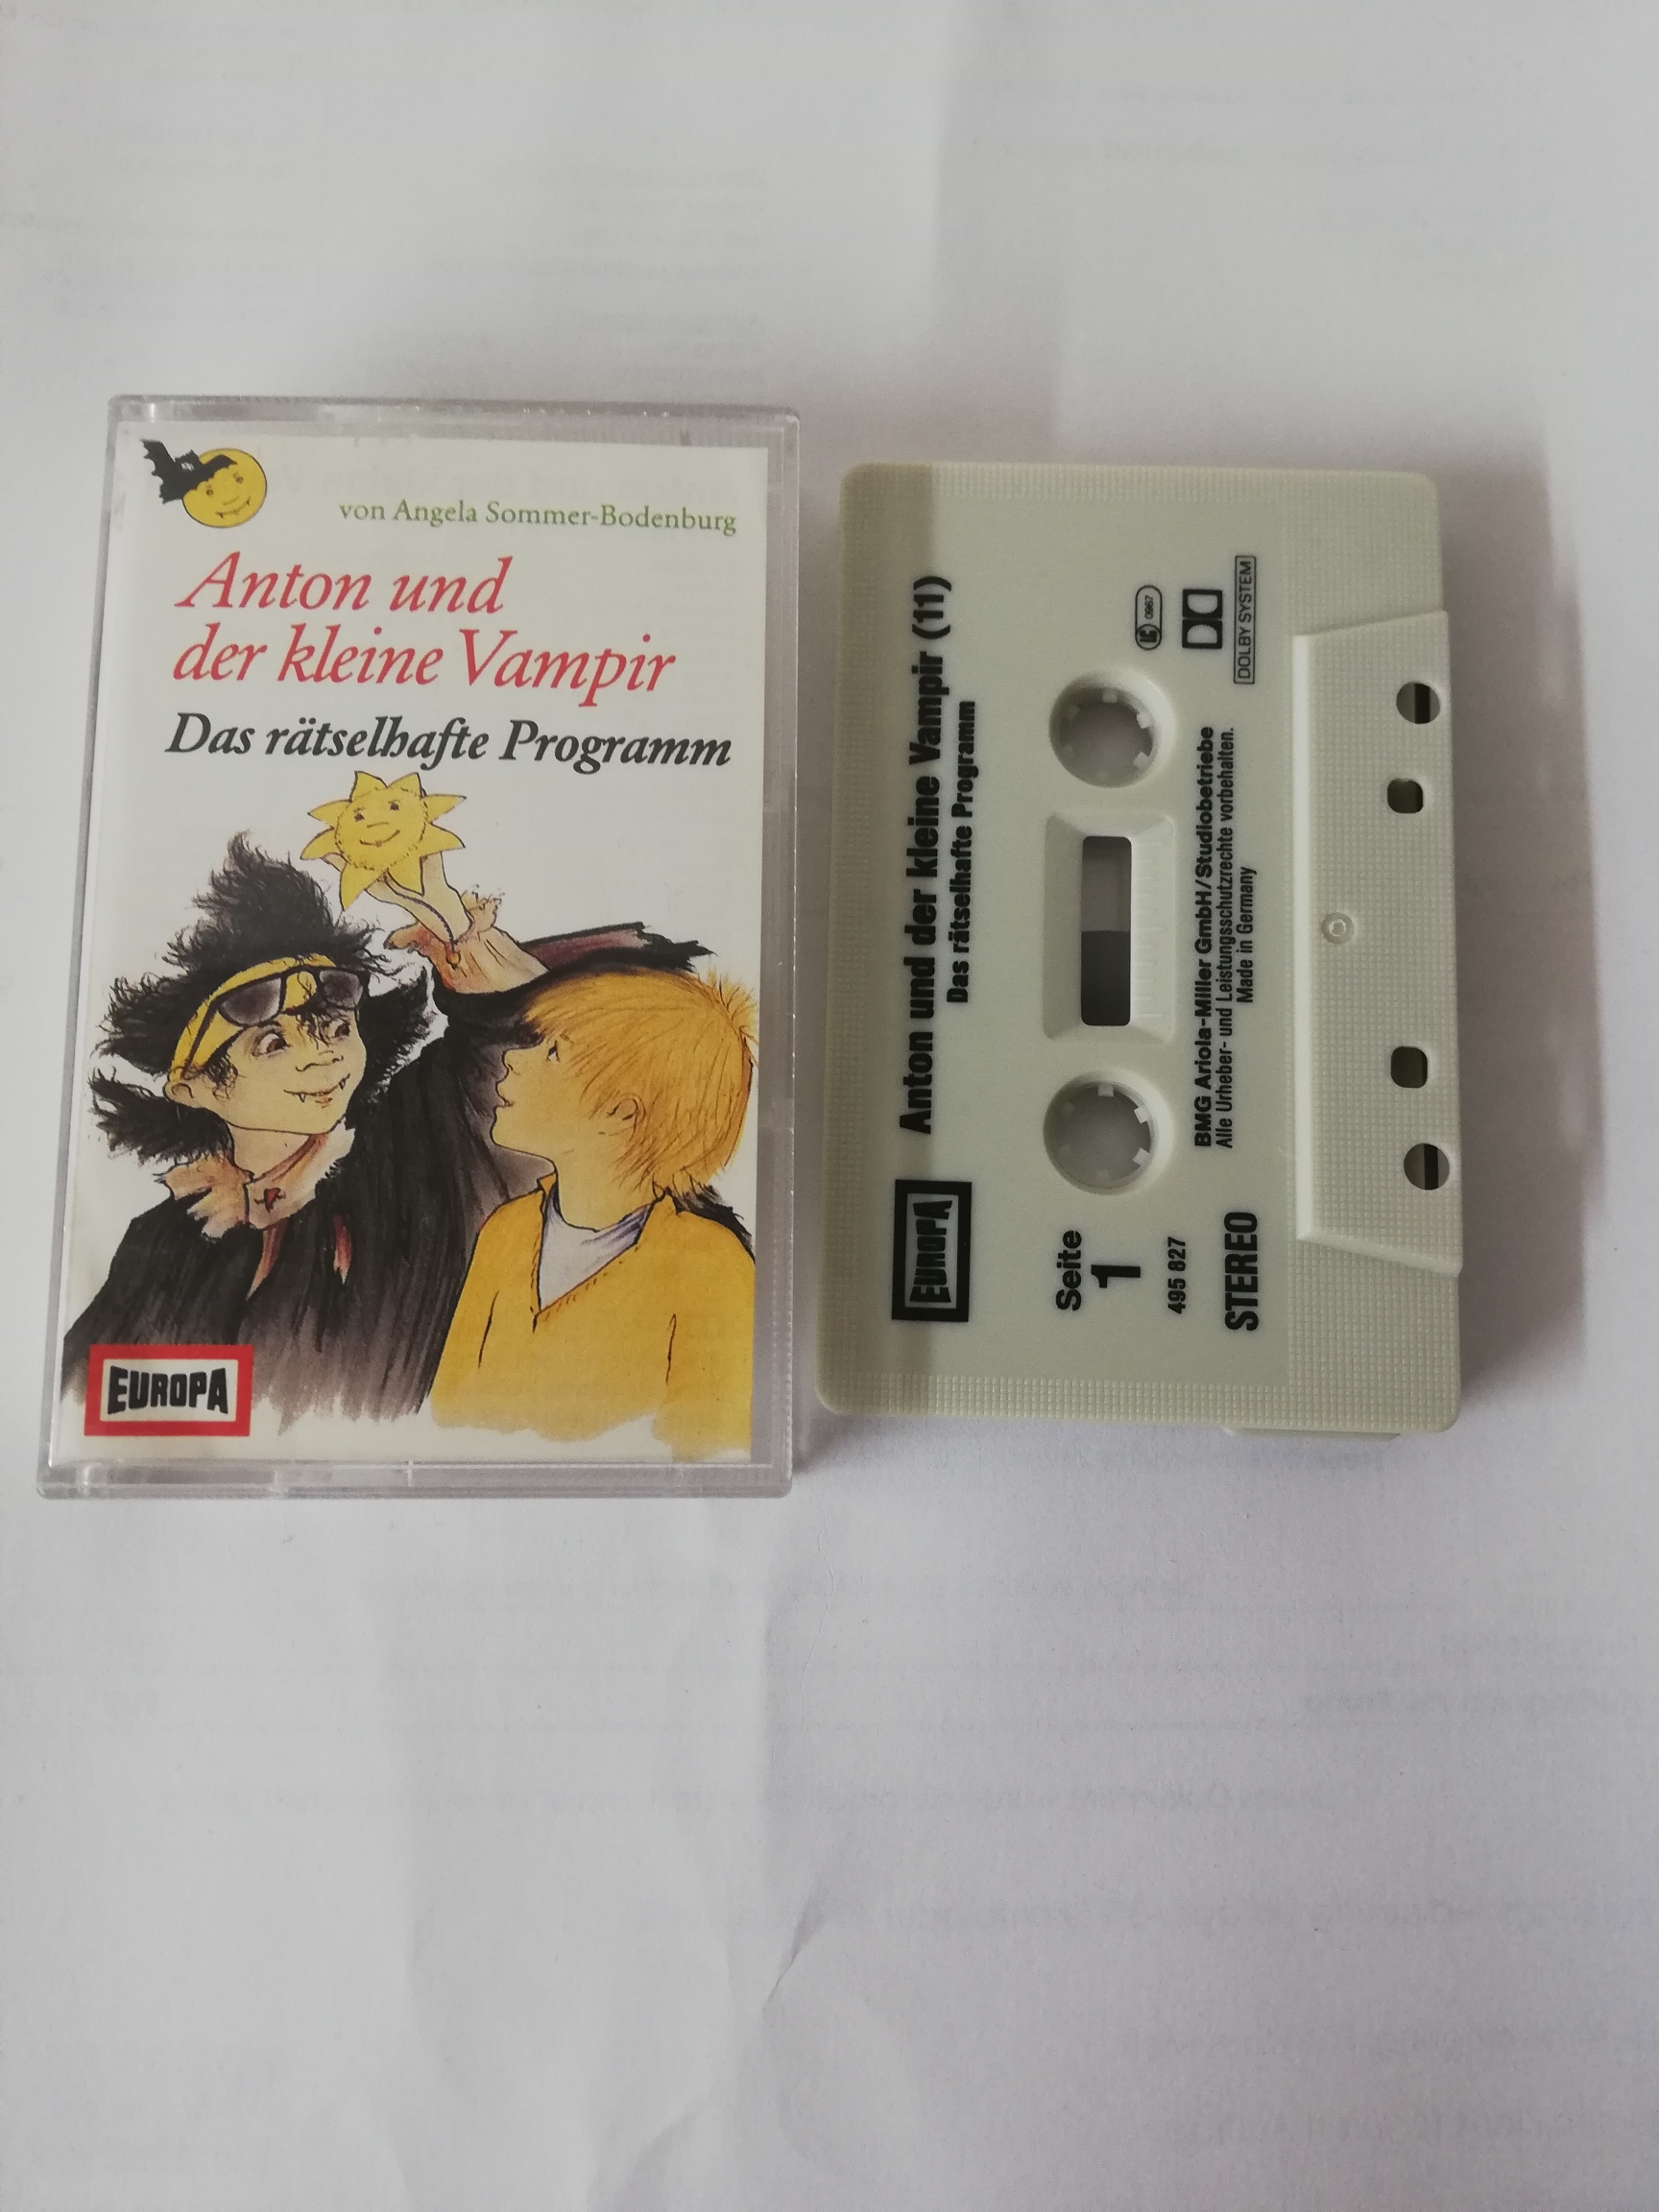 von Angela Sommer-Bodenburg
Anton und
der kleine Vampir
Das rätselhafte Programm
EUROPA
EUROPA
Anton und der kleine Vampir (11)
Das rätselhafte Programm
Seite
1
495 827
STEREO
LC 0967
DOLBY SYSTEM
BMG Ariola-Miller GmbH/Studiobetriebe
Alle Urheber- und Leistungsschutzrechte vorbehalten.
Made in Germany